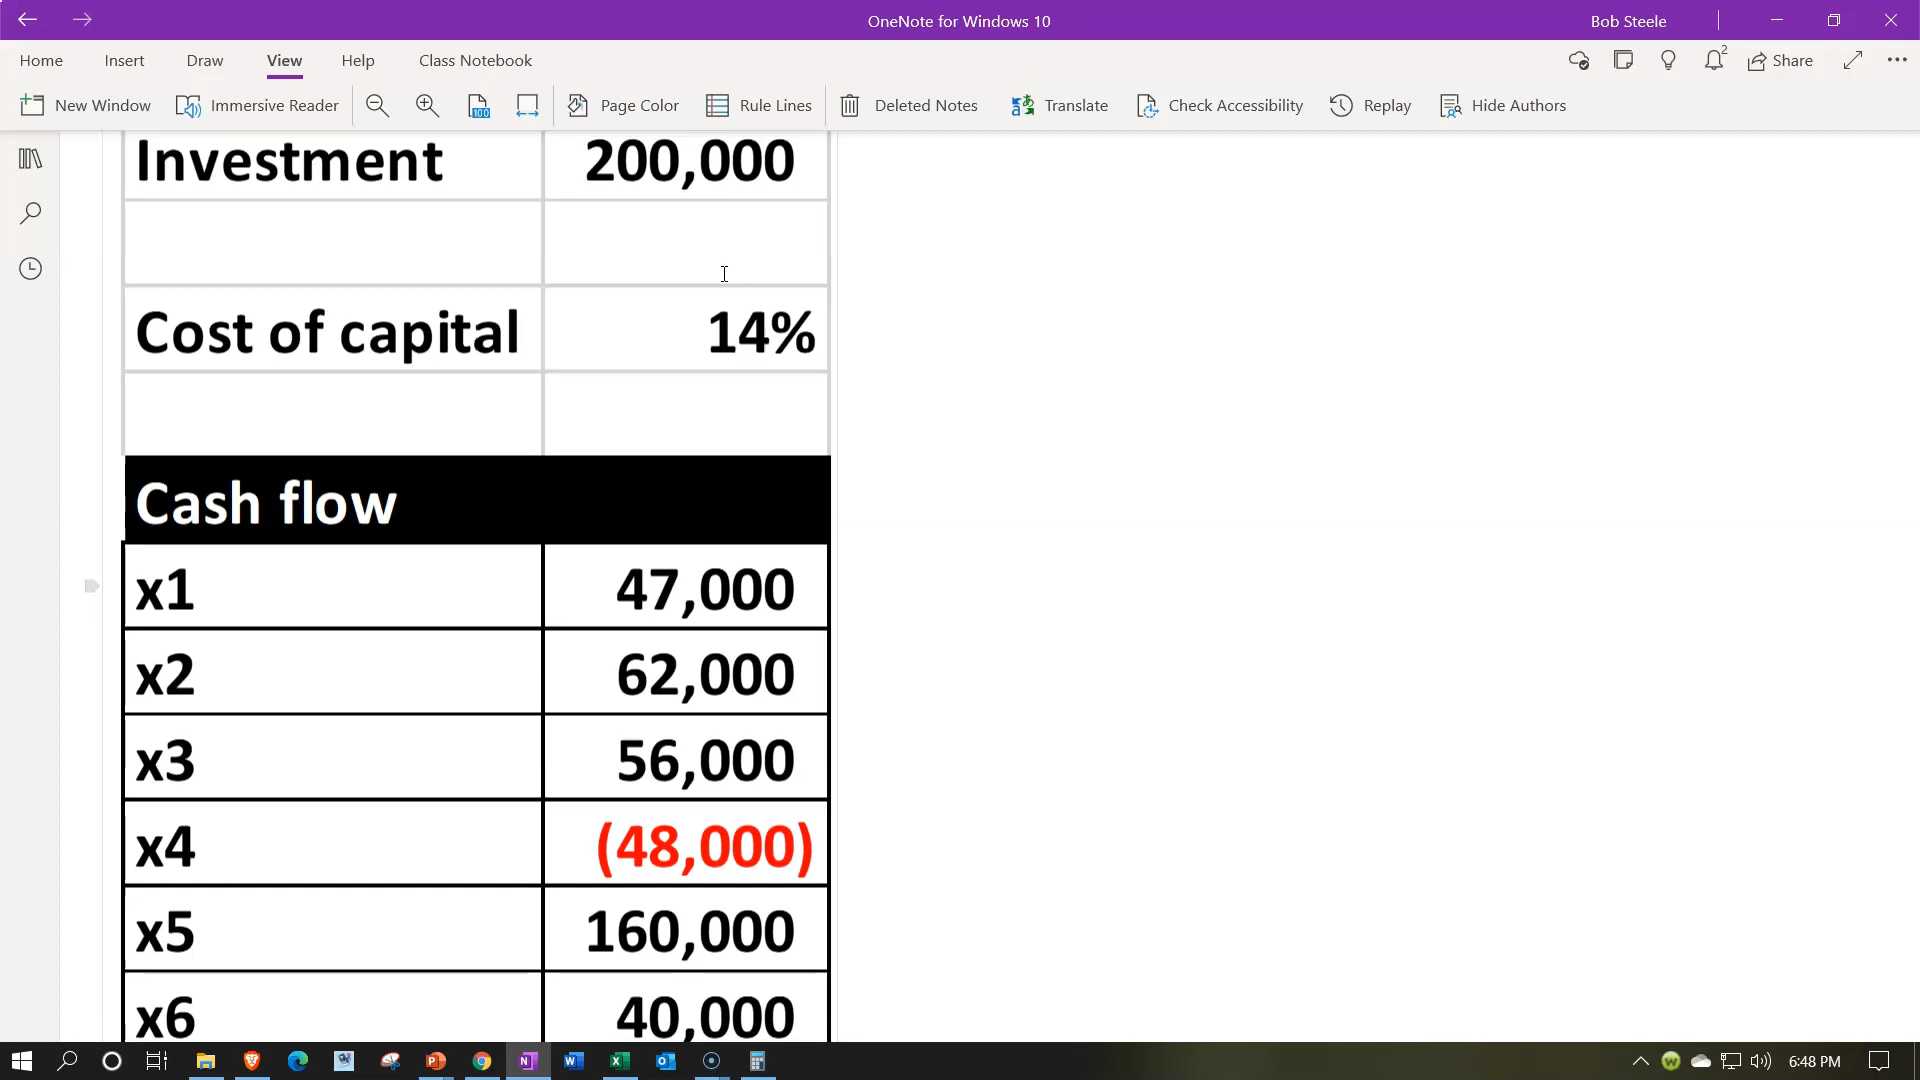 OneNote for Windows 10
Bob Steele
Home Insert Draw View Help Class Notebook
2
Share
New Window Immersive Reader 100 Page Color Rule Lines Deleted Notes Translate Check Accessibility Replay Hide Authors
Investment 200,000
Cost of capital 14%
Cash flow
x1 47,000
x2 62,000
x3 56,000
x4 (48,000)
x5 160,000
x6 40,000
6:48 PM